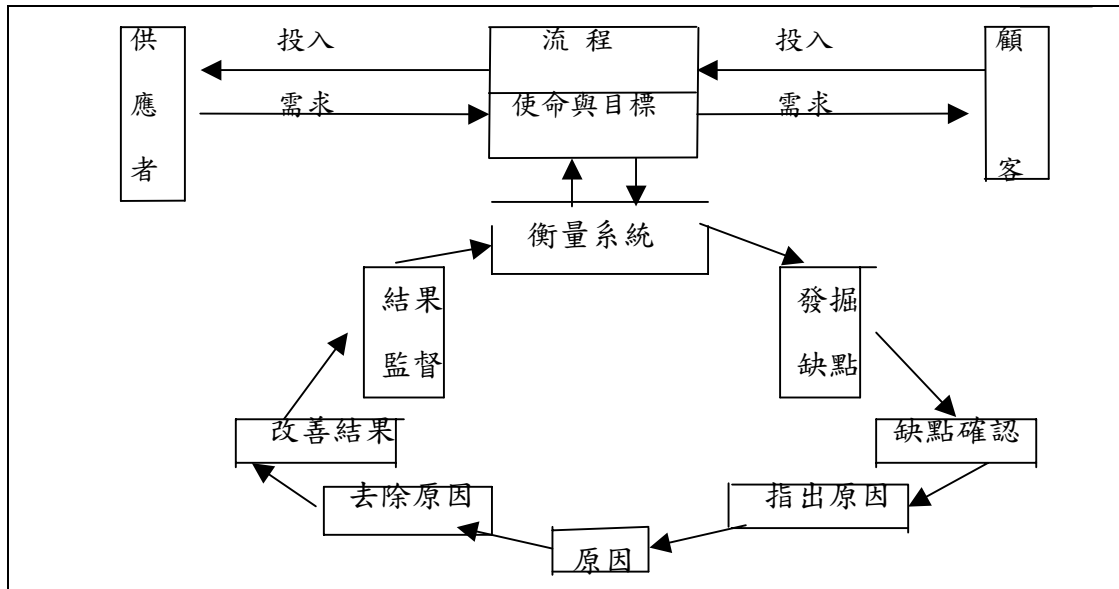 供應者
投入
流程
投入
顧客
需求
使命與目標
需求
衡量系統
結果
監督
發掘
缺點
改善結果
缺點確認
去除原因
指出原因
原因